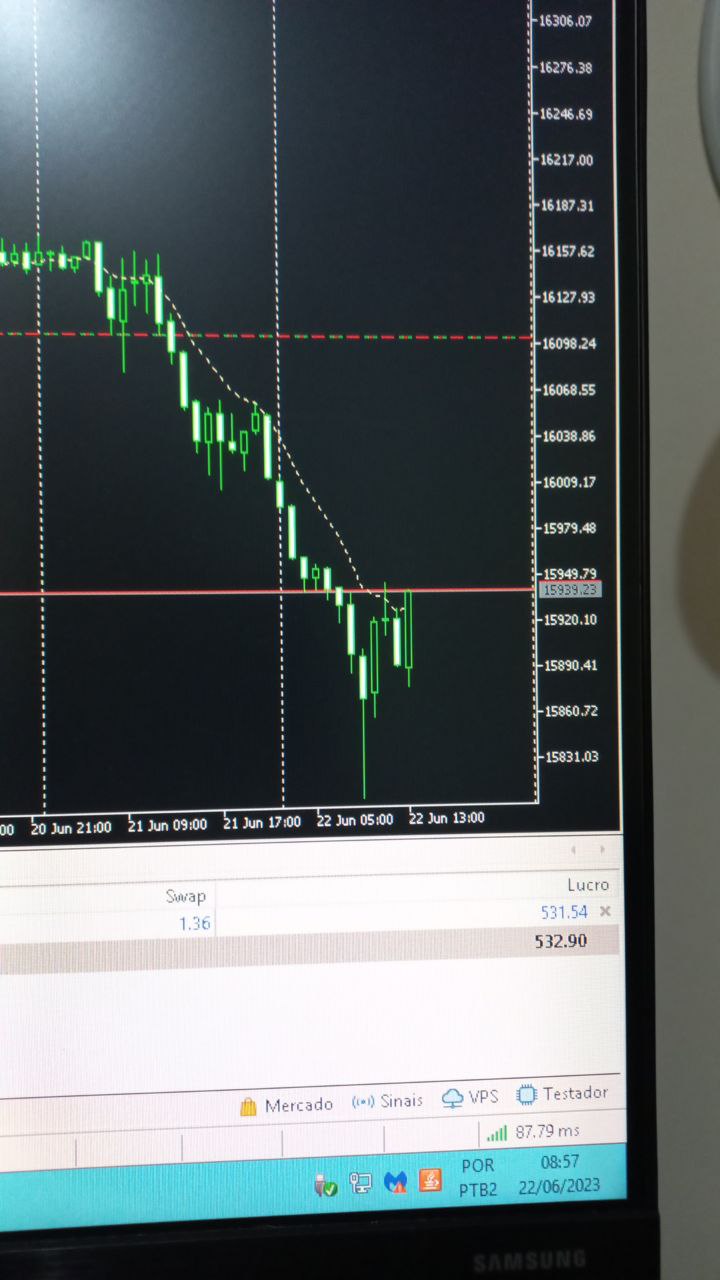 16306.07
16276.38
16246.69
16217.00
16187.31
16157.62
16127.93
16098.24
16068.55
16038.86
16009.17
15979.48
15949.79
15939.23
15920.10
15890.41
15860.72
15831.03
00 20 Jun 21:00 21 Jun 09:00 21 Jun 17:00 22 Jun 05:00 22 Jun 13:00
Swap Lucro
1.36 531.54
532.90
Mercado Sinais VPS Testador
87.79 ms
POR 08:57
PTB2 22/06/2023
SAMSUNG